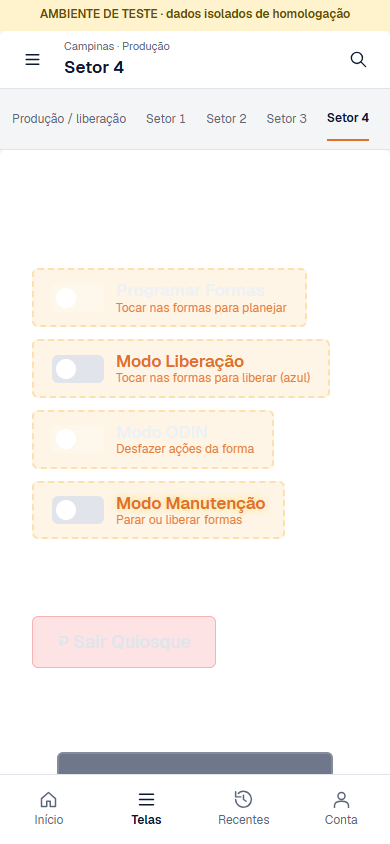 AMBIENTE DE TESTE · dados isolados de homologação
Campinas · Produção
Setor 4
Produção / liberação Setor 1 Setor 2 Setor 3 Setor 4
Programar Formas
Tocar nas formas para planejar
Modo Liberação
Tocar nas formas para liberar (azul)
Modo ODIN
Desfazer ações da forma
Modo Manutenção
Parar ou liberar formas
Sair Quiosque
Início Telas Recentes Conta